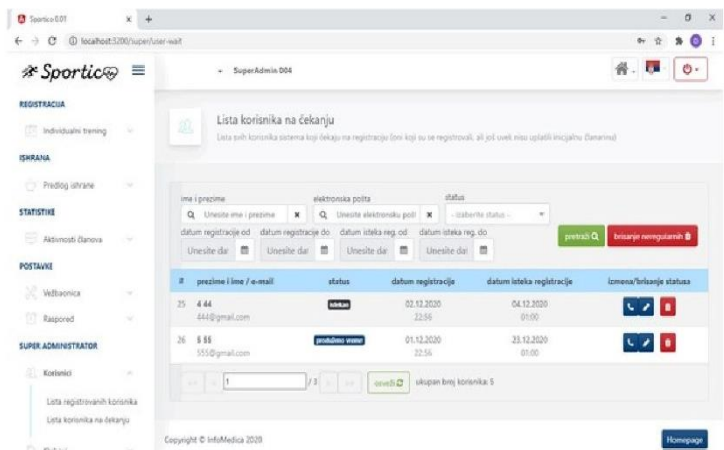 Sportico 0.01
localhost:5200/super/user-wait
Sportic
SuperAdmin 004
REGISTRACIJA
Individualni trening
ISHRANA
Predlog ishrane
STATISTIKE
Aktivnosti članova
POSTAVKE
Vežbaonica
Raspored
SUPER ADMINISTRATOR
Korisnici
Lista registrovanih korisnika
Lista korisnika na čekanju
Lista korisnika na čekanju
Lista svih korisnika sistema koji čekaju na registraciju (oni koji su se registrovali, ali još uvek nisu uplatili inicijalnu članarinu)
ime i prezime elektronska pošta status
Unesite ime i prezime Unesite elektronsku pošt - izaberite status -
datum registracije od datum registracije do datum isteka reg. od datum isteka reg. do
Unesite dat Unesite dat Unesite dat Unesite dat pretraži brisanje neregularnih
# prezime i ime / e-mail status datum registracije datum isteka registracije izmena/brisanje statusa
25 4 44 istekao 02.12.2020 04.12.2020
444@gmail.com 22:56 01:00
26 5 55 produženo vreme 01.12.2020 23.12.2020
555@gmail.com 22:56 01:00
1 / 3 osveži ukupan broj korisnika: 5
Copyright © InfoMedica 2020 Homepage